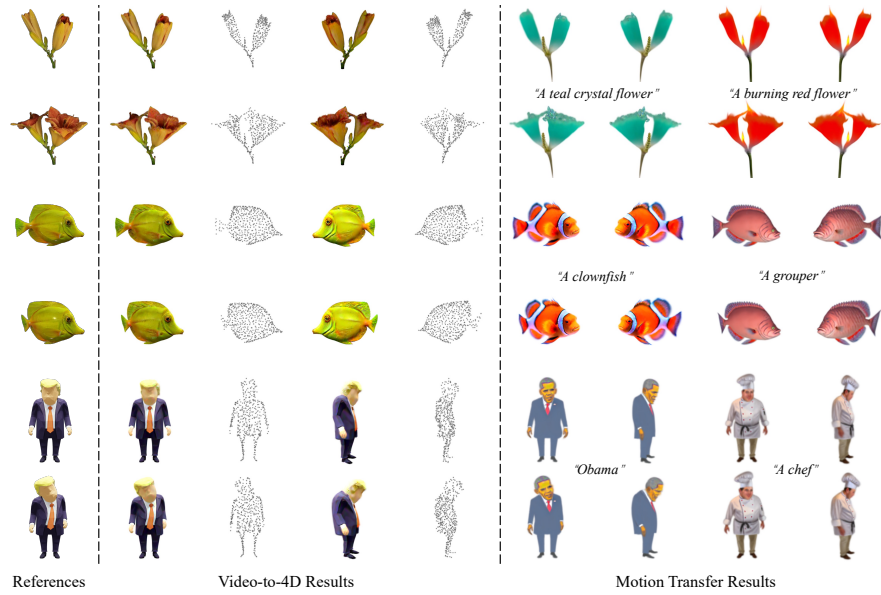 “A teal crystal flower”
“A burning red flower”
“A clownfish”
“A grouper”
“Obama”
“A chef”
References
Video-to-4D Results
Motion Transfer Results